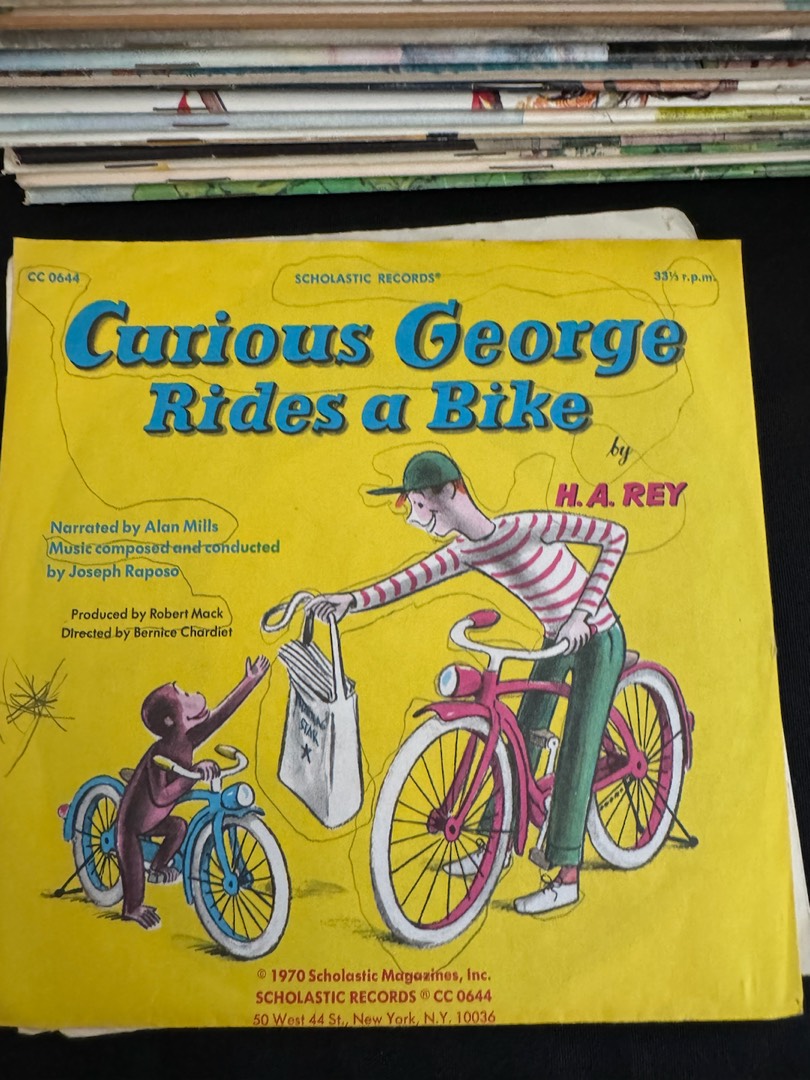 CC 0644
SCHOLASTIC RECORDS®
33⅓ r.p.m.
Curious George
Rides a Bike
by
H. A. REY
Narrated by Alan Mills
Music composed and conducted
by Joseph Raposo
Produced by Robert Mack
Directed by Bernice Chardiet
STAR
© 1970 Scholastic Magazines, Inc.
SCHOLASTIC RECORDS ® CC 0644
50 West 44 St., New York, N.Y. 10036